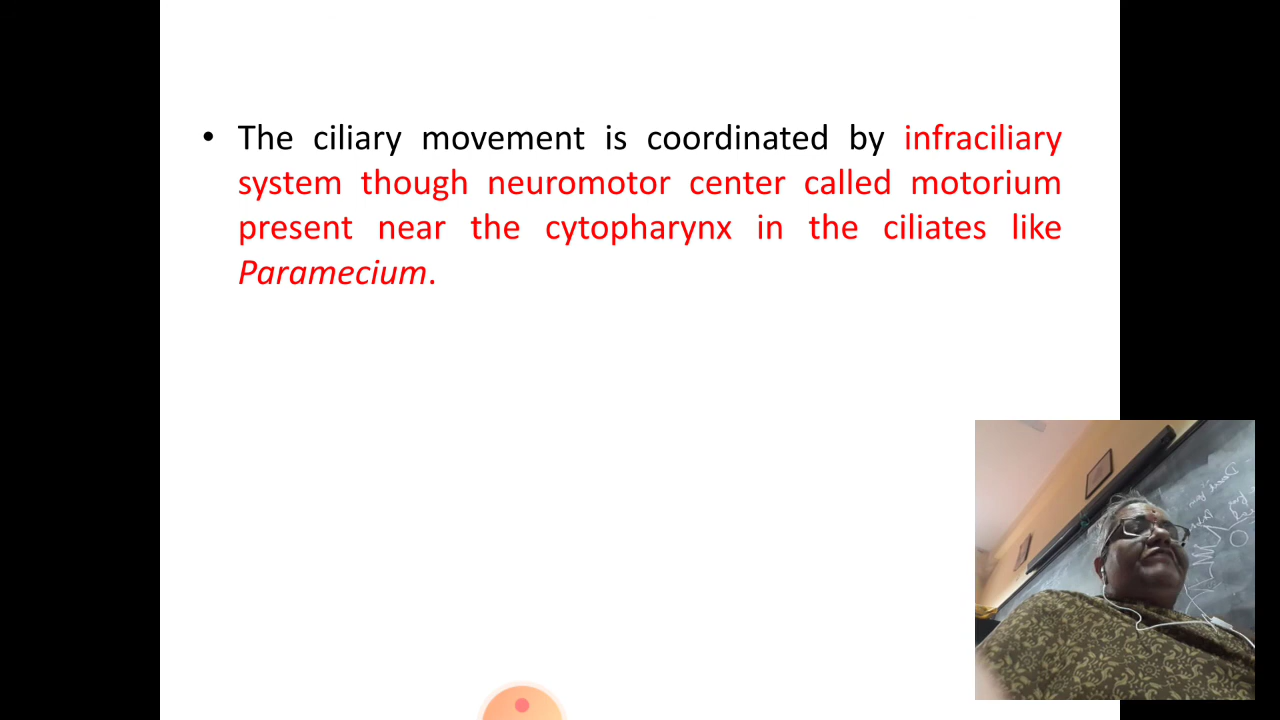 • The ciliary movement is coordinated by infraciliary
system though neuromotor center called motorium
present near the cytopharynx in the ciliates like
Paramecium.